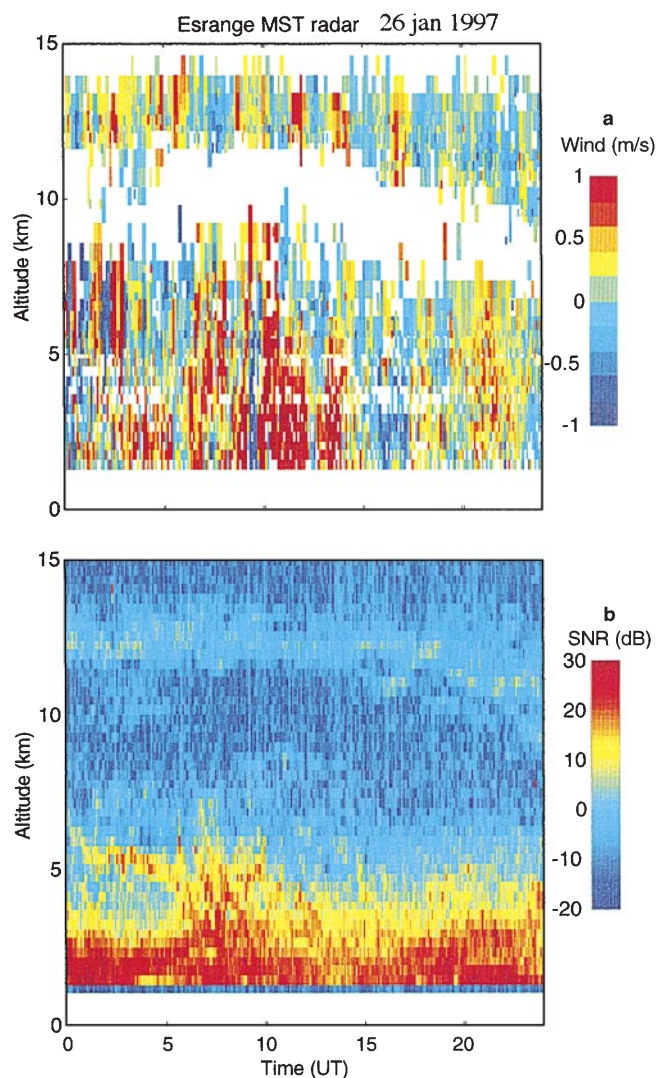 Esrange MST radar 26 jan 1997
15
10
5
0
Altitude (km)
a
Wind (m/s)
1
0.5
0
-0.5
-1
15
10
5
0
Altitude (km)
0 5 10 15 20
Time (UT)
b
SNR (dB)
30
20
10
0
-10
-20